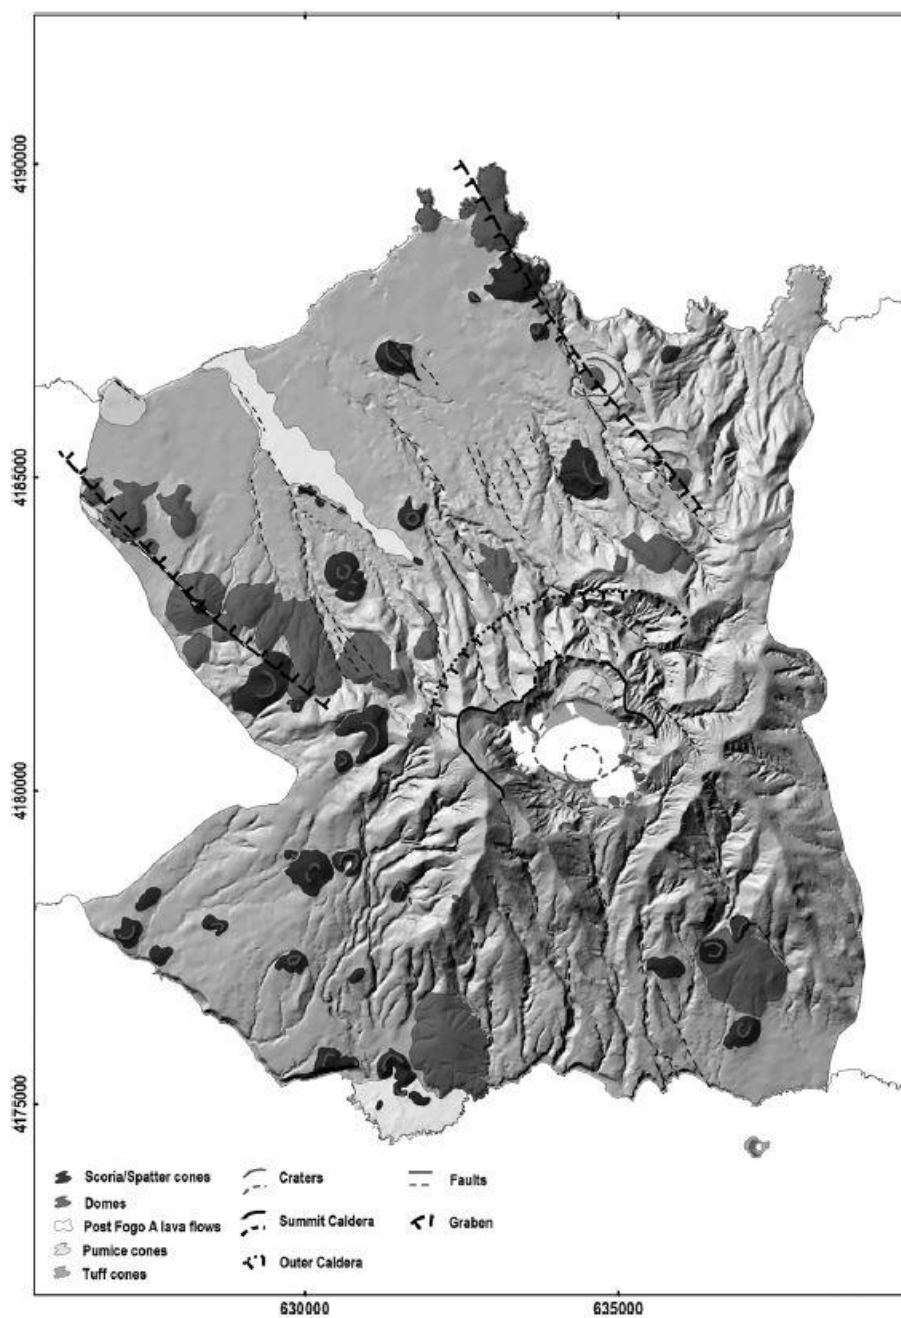 4190000
4185000
4180000
4175000
Scoria/Spatter cones
Domes
Post Fogo A lava flows
Pumice cones
Tuff cones
Craters
Summit Caldera
Outer Caldera
Faults
Graben
630000
635000